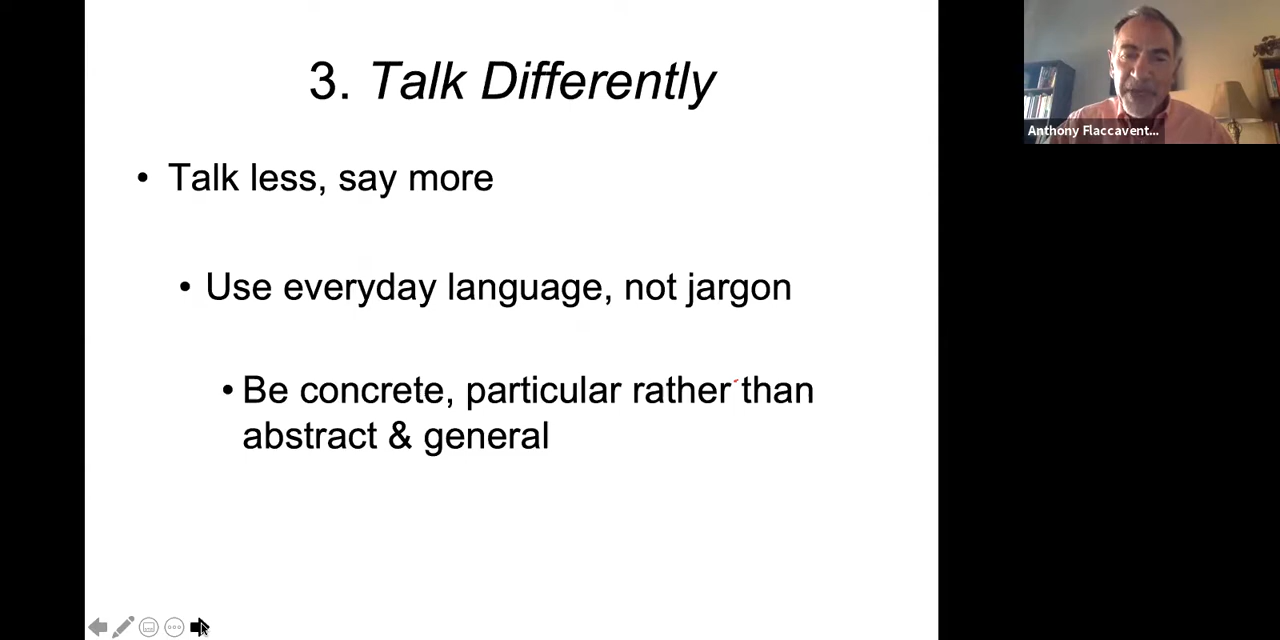 3. Talk Differently
• Talk less, say more
• Use everyday language, not jargon
• Be concrete, particular rather than
abstract & general
Anthony Flaccavent...